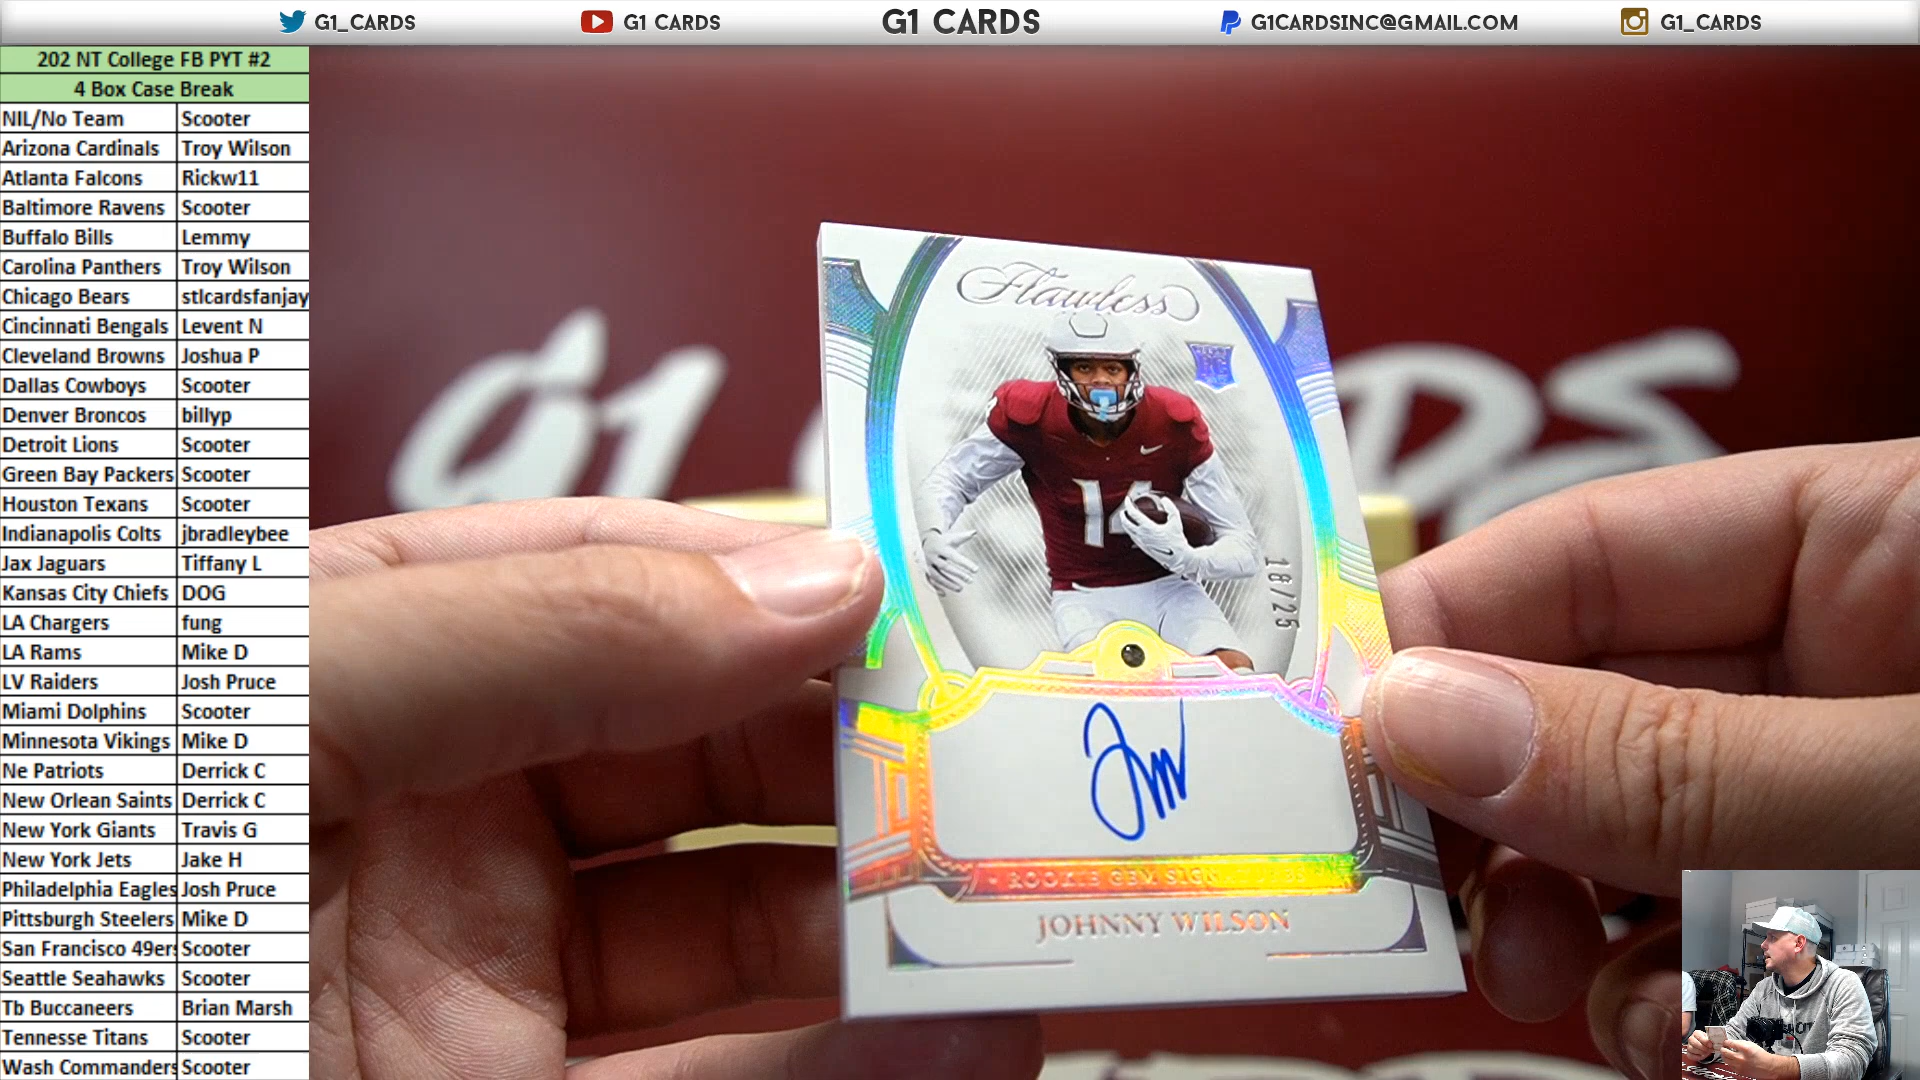 G1_CARDS
G1 CARDS
G1 CARDS
G1CARDSINC@GMAIL.COM
G1_CARDS
202 NT College FB PYT #2
4 Box Case Break
NIL/No Team Scooter
Arizona Cardinals Troy Wilson
Atlanta Falcons Rickw11
Baltimore Ravens Scooter
Buffalo Bills Lemmy
Carolina Panthers Troy Wilson
Chicago Bears stlcardsfanjay
Cincinnati Bengals Levent N
Cleveland Browns Joshua P
Dallas Cowboys Scooter
Denver Broncos billyp
Detroit Lions Scooter
Green Bay Packers Scooter
Houston Texans Scooter
Indianapolis Colts jbradleybee
Jax Jaguars Tiffany L
Kansas City Chiefs DOG
LA Chargers fung
LA Rams Mike D
LV Raiders Josh Pruce
Miami Dolphins Scooter
Minnesota Vikings Mike D
Ne Patriots Derrick C
New Orlean Saints Derrick C
New York Giants Travis G
New York Jets Jake H
Philadelphia Eagles Josh Pruce
Pittsburgh Steelers Mike D
San Francisco 49ers Scooter
Seattle Seahawks Scooter
Tb Buccaneers Brian Marsh
Tennesse Titans Scooter
Wash Commanders Scooter
G1 CARDS
Flawless
RC
14
18/25
ROOKIE GEM SIGNATURES
JOHNNY WILSON